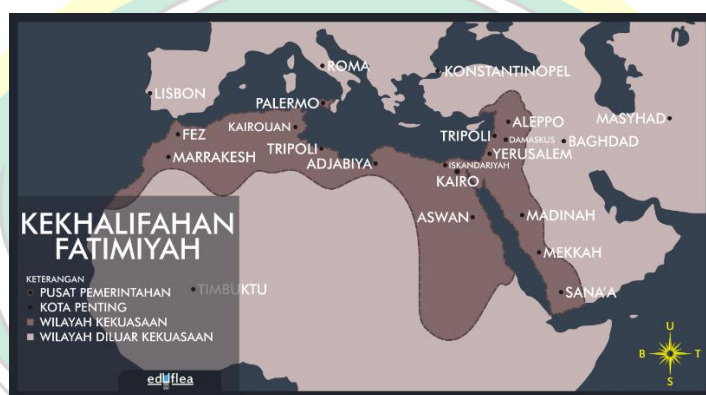 ROMA
KONSTANTINOPEL
LISBON
PALERMO
MASYHAD
ALEPPO
FEZ
KAIROUAN
TRIPOLI
DAMASKUS
BAGHDAD
MARRAKESH
TRIPOLI
ADJABIYA
YERUSALEM
ISKANDARIYAH
KAIRO
ASWAN
MADINAH
MEKKAH
SANA'A
KEKHALIFAHAN
FATIMIYAH
KETERANGAN
PUSAT PEMERINTAHAN
KOTA PENTING
WILAYAH KEKUASAAN
WILAYAH DILUAR KEKUASAAN
TIMBUKTU
eduflea
U
B T
S